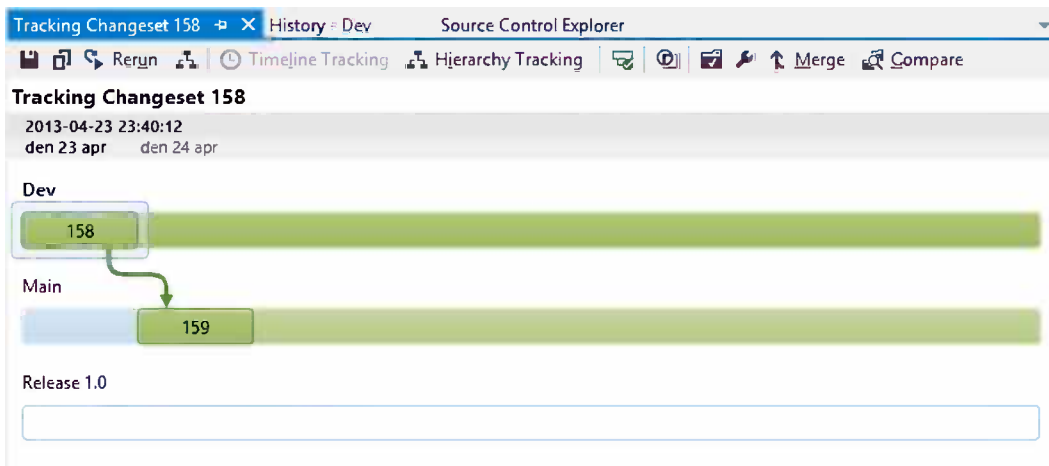 Tracking Changeset 158 History - Dev Source Control Explorer
Rerun Timeline Tracking Hierarchy Tracking Merge Compare
Tracking Changeset 158
2013-04-23 23:40:12
den 23 apr den 24 apr
Dev
158
Main
159
Release 1.0